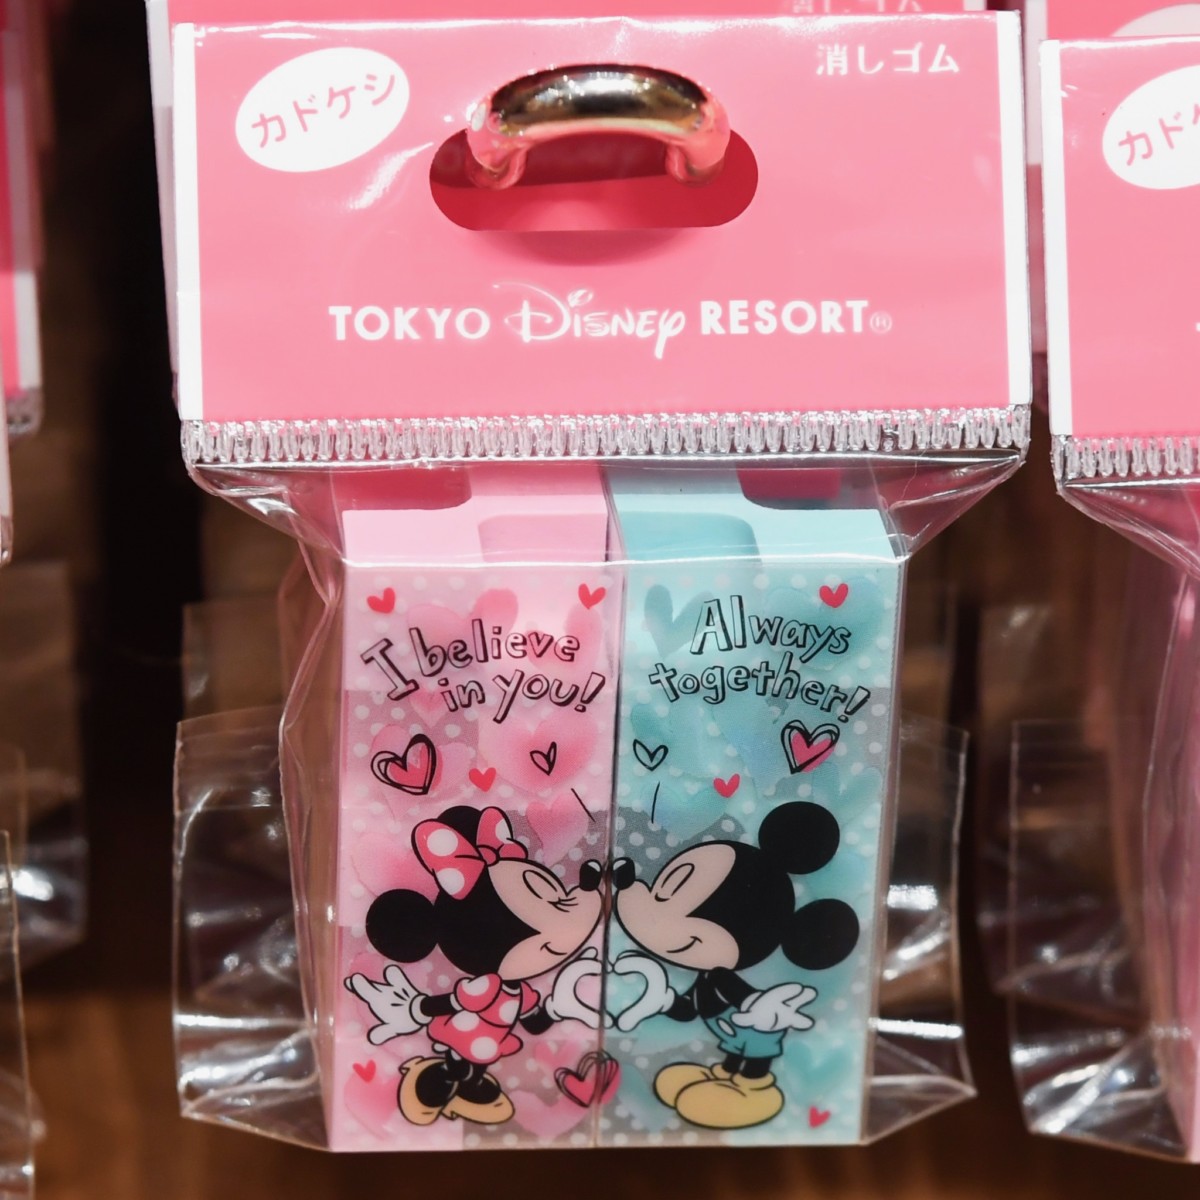 カドケシ
消しゴム
TOKYO Disney RESORT®
I believe
in you!
Always
together!